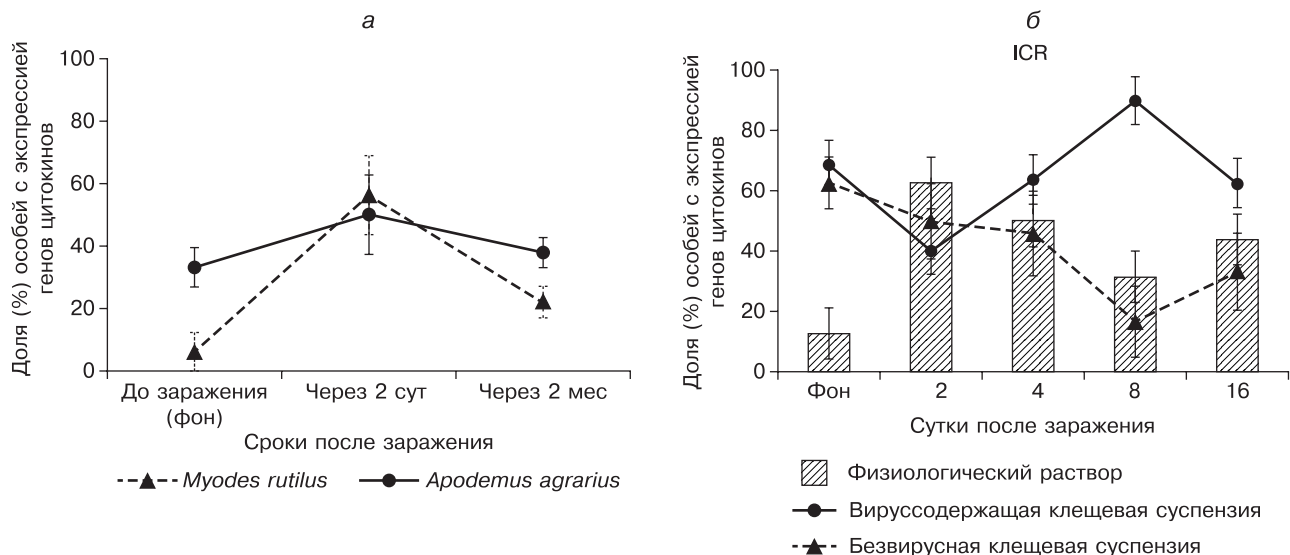 а
Доля (%) особей с экспрессией
генов цитокинов
100
80
60
40
20
0
До заражения
(фон)
Через 2 сут
Через 2 мес
Сроки после заражения
Myodes rutilus
Apodemus agrarius
б
ICR
Доля (%) особей с экспрессией
генов цитокинов
100
80
60
40
20
0
Фон
2
4
8
16
Сутки после заражения
Физиологический раствор
Вируссодержащая клещевая суспензия
Безвирусная клещевая суспензия